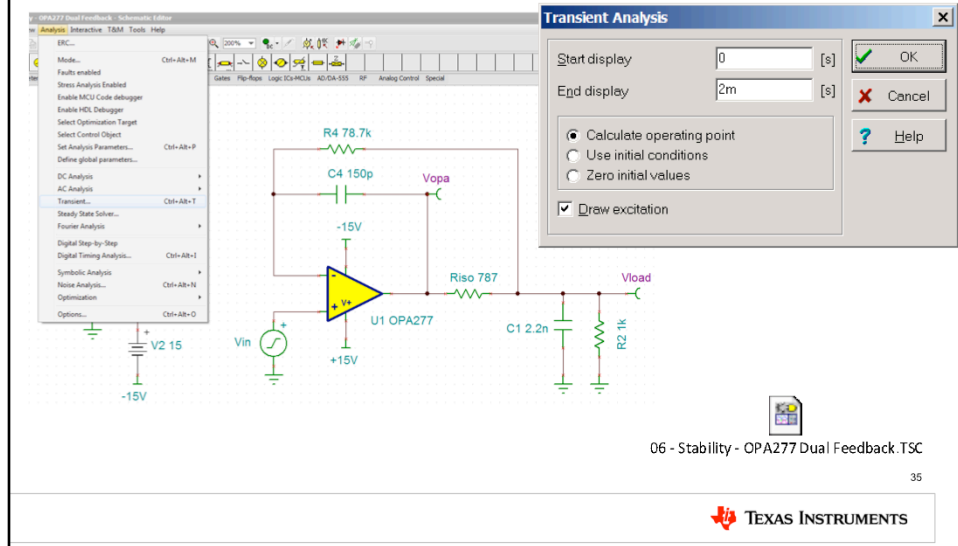 y - OPA277 Dual Feedback - Schematic Editor
Analysis Interactive T&M Tools Help
ERC...
Mode... Ctrl+Alt+M
Faults enabled
Stress Analysis Enabled
Enable MCU Code debugger
Enable HDL Debugger
Select Optimization Target
Select Control Object
Set Analysis Parameters... Ctrl+Alt+P
Define global parameters...
DC Analysis
AC Analysis
Transient... Ctrl+Alt+T
Steady State Solver...
Fourier Analysis
Digital Step-by-Step
Digital Timing Analysis... Ctrl+Alt+I
Symbolic Analysis
Noise Analysis... Ctrl+Alt+N
Optimization
Options... Ctrl+Alt+O
200%
Gates Flip-flops Logic ICs-MCUs AD/DA-555 RF Analog Control Special
Transient Analysis
Start display 0 [s]
End display 2m [s]
Calculate operating point
Use initial conditions
Zero initial values
Draw excitation
OK
Cancel
? Help
R4 78.7k
C4 150p
Vopa
-15V
Riso 787
Vload
V+
U1 OPA277
C1 2.2n
R2 1k
Vin
+15V
V2 15
-15V
06 - Stability - OPA277 Dual Feedback.TSC
35
TEXAS INSTRUMENTS